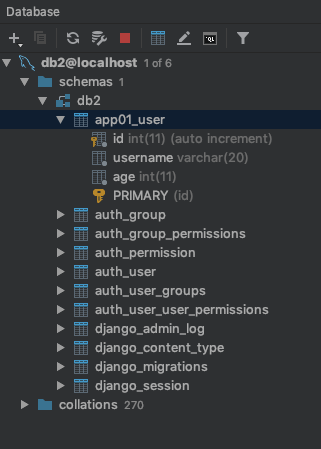 Database
db2@localhost 1 of 6
schemas 1
db2
app01_user
id int(11) (auto increment)
username varchar(20)
age int(11)
PRIMARY (id)
auth_group
auth_group_permissions
auth_permission
auth_user
auth_user_groups
auth_user_user_permissions
django_admin_log
django_content_type
django_migrations
django_session
collations 270